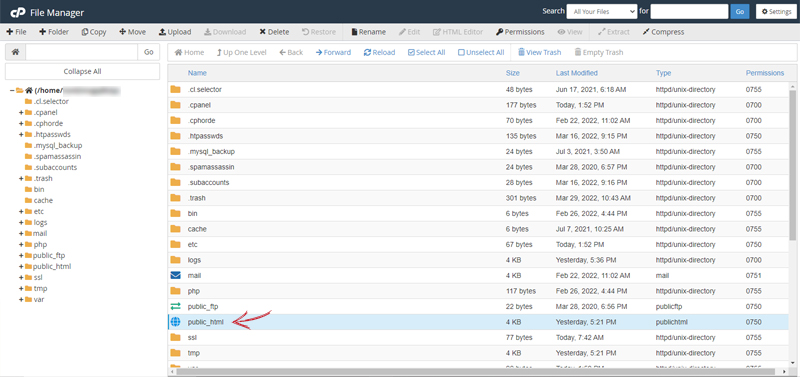 cP File Manager Search All Your Files for Go Settings
File Folder Copy Move Upload Download Delete Restore Rename Edit HTML Editor Permissions View Extract Compress
Go Home Up One Level Back Forward Reload Select All Unselect All View Trash Empty Trash
Collapse All
(/home/
.cl.selector
.cpanel
.cphorde
.htpasswds
.mysql_backup
.spamassassin
.subaccounts
.trash
bin
cache
etc
logs
mail
php
public_ftp
public_html
ssl
tmp
var
Name Size Last Modified Type Permissions
.cl.selector 48 bytes Jun 17, 2021, 6:18 AM httpd/unix-directory 0755
.cpanel 177 bytes Today, 1:52 PM httpd/unix-directory 0700
.cphorde 70 bytes Feb 22, 2022, 11:02 AM httpd/unix-directory 0700
.htpasswds 135 bytes Mar 16, 2022, 9:15 PM httpd/unix-directory 0750
.mysql_backup 24 bytes Jul 3, 2021, 3:50 AM httpd/unix-directory 0755
.spamassassin 24 bytes Mar 28, 2020, 6:57 PM httpd/unix-directory 0700
.subaccounts 28 bytes Mar 16, 2022, 9:16 PM httpd/unix-directory 0700
.trash 301 bytes Mar 29, 2022, 10:43 AM httpd/unix-directory 0700
bin 6 bytes Feb 26, 2022, 4:44 PM httpd/unix-directory 0755
cache 6 bytes Jul 7, 2021, 10:25 AM httpd/unix-directory 0755
etc 67 bytes Today, 1:52 PM httpd/unix-directory 0750
logs 4 KB Yesterday, 5:36 PM httpd/unix-directory 0700
mail 4 KB Feb 22, 2022, 11:02 AM mail 0751
php 117 bytes Feb 26, 2022, 4:44 PM httpd/unix-directory 0755
public_ftp 22 bytes Mar 28, 2020, 6:56 PM publicftp 0750
public_html 4 KB Yesterday, 5:21 PM publichtml 0750
ssl 77 bytes Today, 7:42 AM httpd/unix-directory 0755
tmp 4 KB Yesterday, 5:21 PM httpd/unix-directory 0755